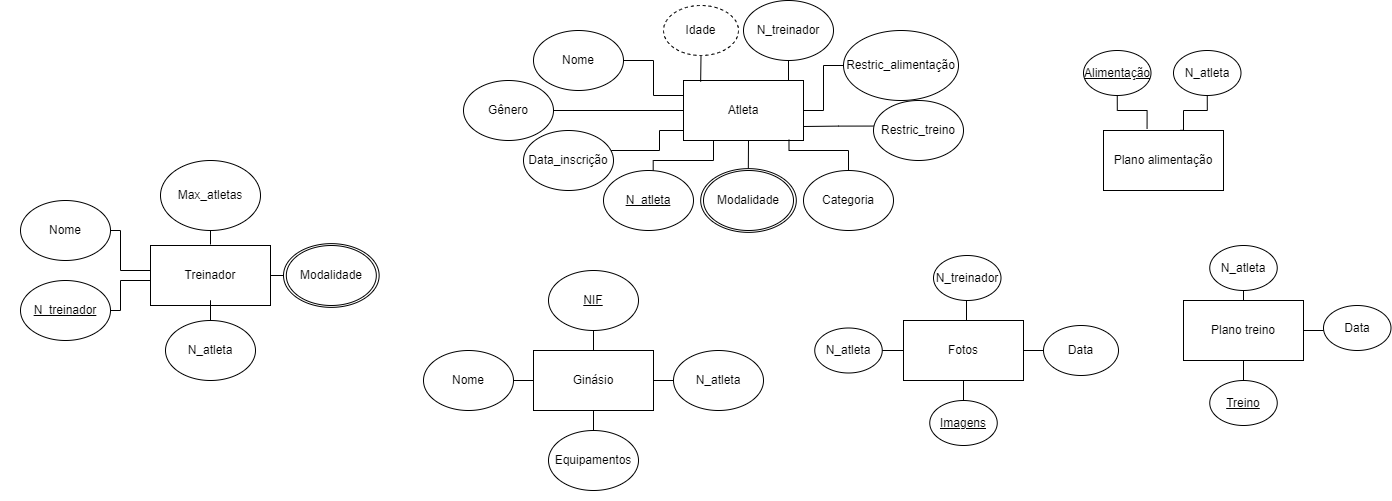 Idade
N_treinador
Nome
Restric_alimentação
Alimentação
N_atleta
Gênero
Atleta
Restric_treino
Data_inscrição
Plano alimentação
N_atleta
Modalidade
Categoria
Max_atletas
Nome
Treinador
Modalidade
N_treinador
N_atleta
NIF
Nome
Ginásio
N_atleta
Equipamentos
N_treinador
N_atleta
Fotos
Data
Imagens
N_atleta
Plano treino
Data
Treino